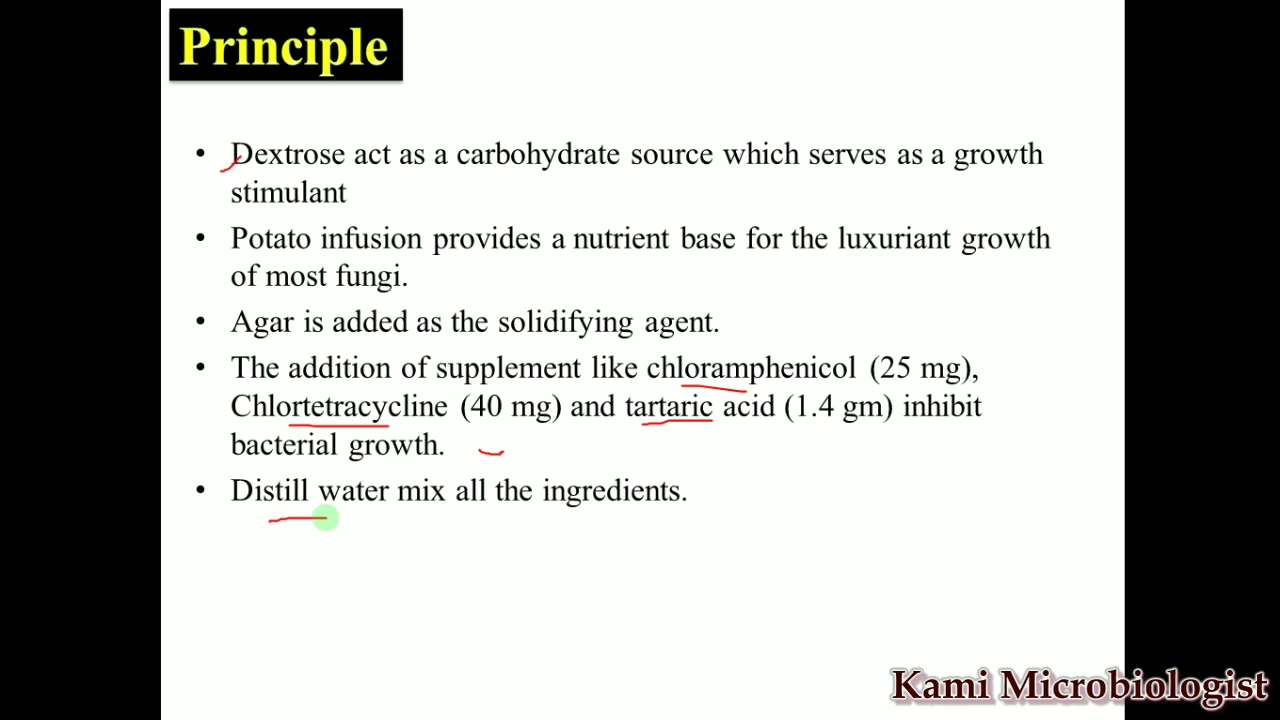 Principle
• Dextrose act as a carbohydrate source which serves as a growth
stimulant
• Potato infusion provides a nutrient base for the luxuriant growth
of most fungi.
• Agar is added as the solidifying agent.
• The addition of supplement like chloramphenicol (25 mg),
Chlortetracycline (40 mg) and tartaric acid (1.4 gm) inhibit
bacterial growth.
• Distill water mix all the ingredients.
Kami Microbiologist